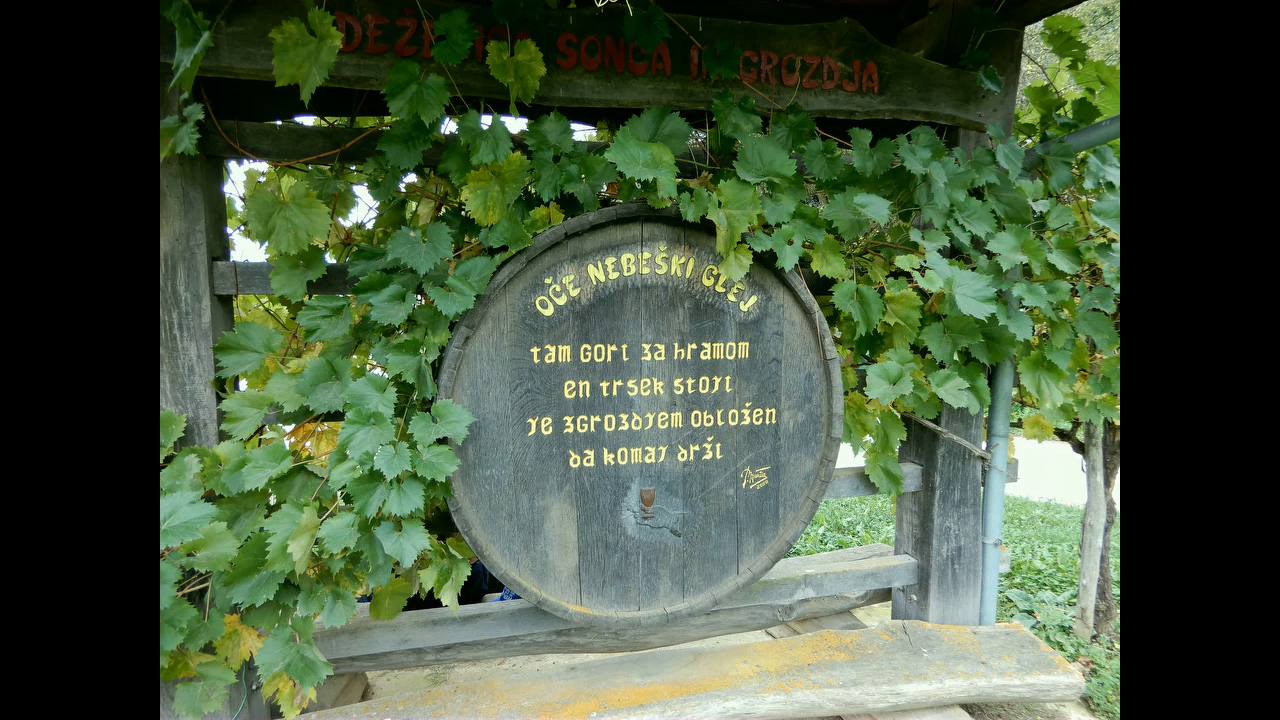 SONCA GROZDJA
OČE NEBEŠKI GLEJ
tam gori za hramom
en trsek stoji
je zgrozdjem obložen
da komaj drži